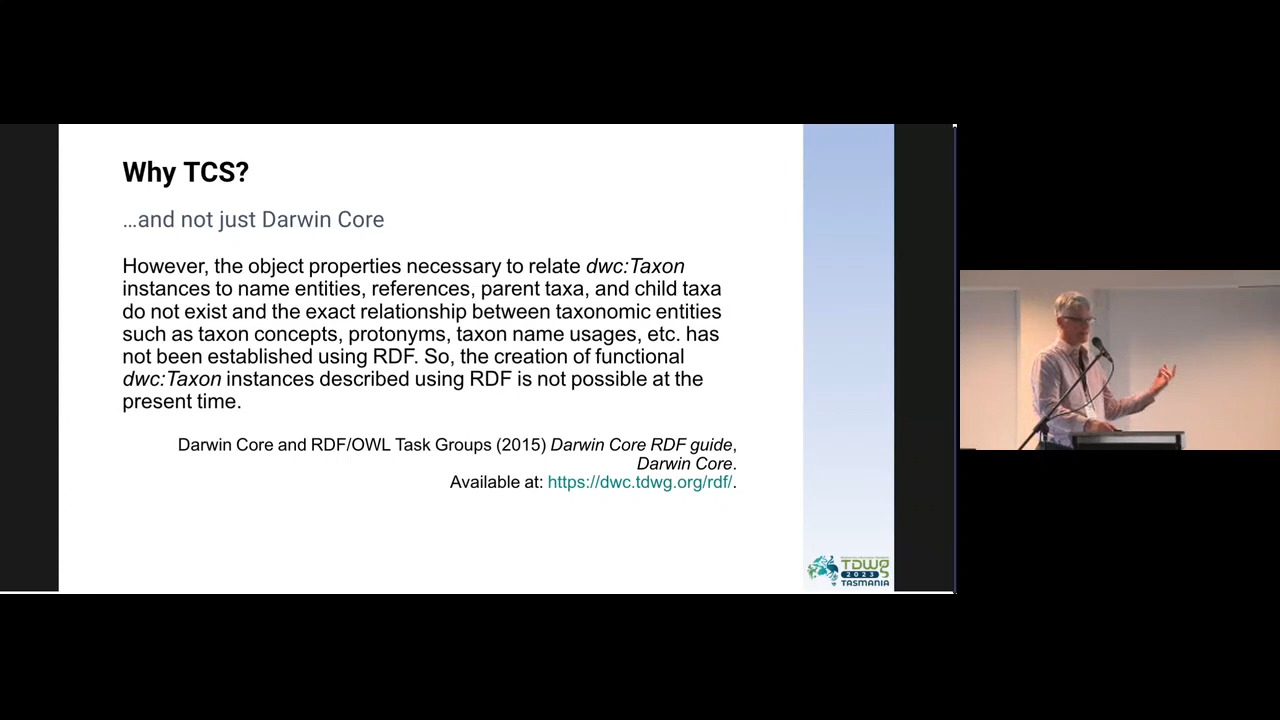 Why TCS?
…and not just Darwin Core
However, the object properties necessary to relate dwc:Taxon
instances to name entities, references, parent taxa, and child taxa
do not exist and the exact relationship between taxonomic entities
such as taxon concepts, protonyms, taxon name usages, etc. has
not been established using RDF. So, the creation of functional
dwc:Taxon instances described using RDF is not possible at the
present time.
Darwin Core and RDF/OWL Task Groups (2015) Darwin Core RDF guide,
Darwin Core.
Available at: https://dwc.tdwg.org/rdf/.
TDWG
2023
TASMANIA